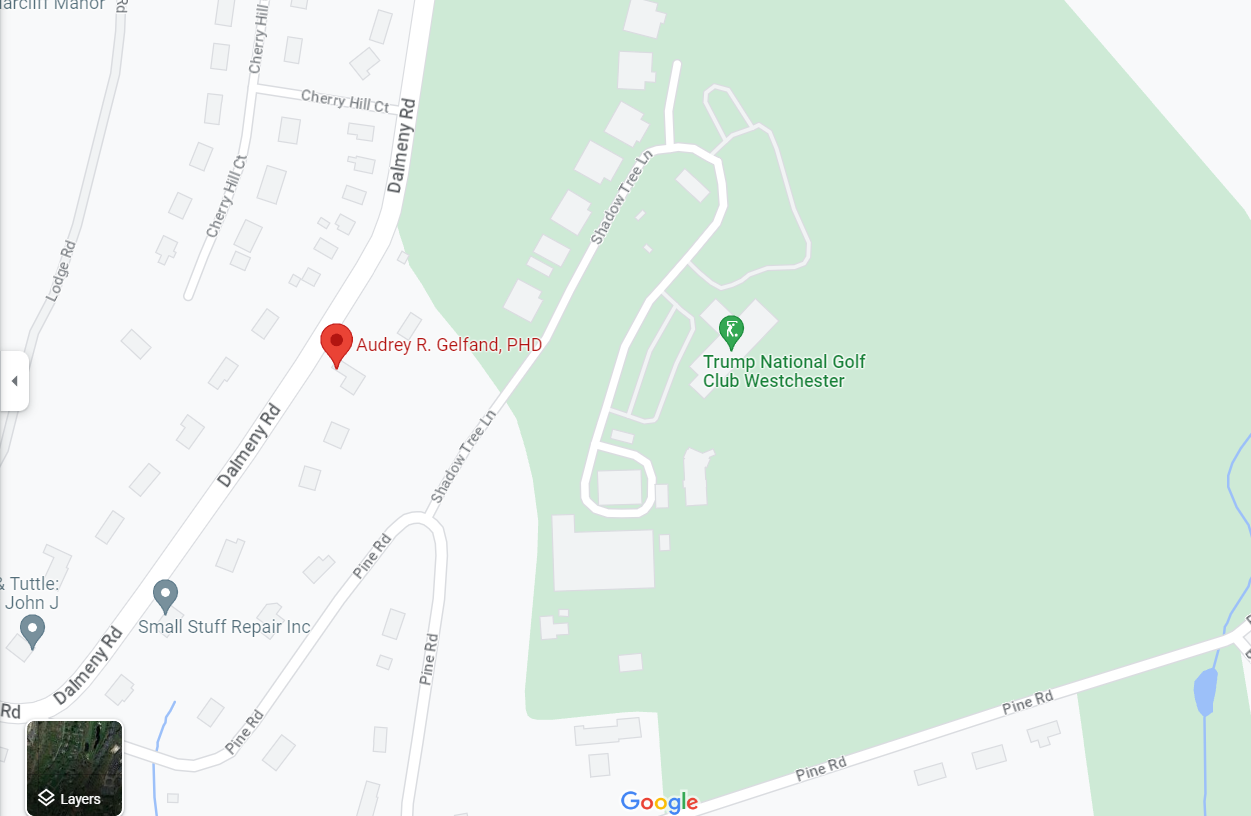 arcliff Manor
Rd
Cherry Hill
Cherry Hill Ct
Dalmeny Rd
Cherry Hill Ct
Shadow Tree Ln
Lodge Rd
Audrey R. Gelfand, PHD
Trump National Golf
Club Westchester
Dalmeny Rd
Shadow Tree Ln
Pine Rd
& Tuttle:
John J
Small Stuff Repair Inc
Dalmeny Rd
Pine Rd
Rd
Pine Rd
Pine Rd
Pine Rd
Layers
Google